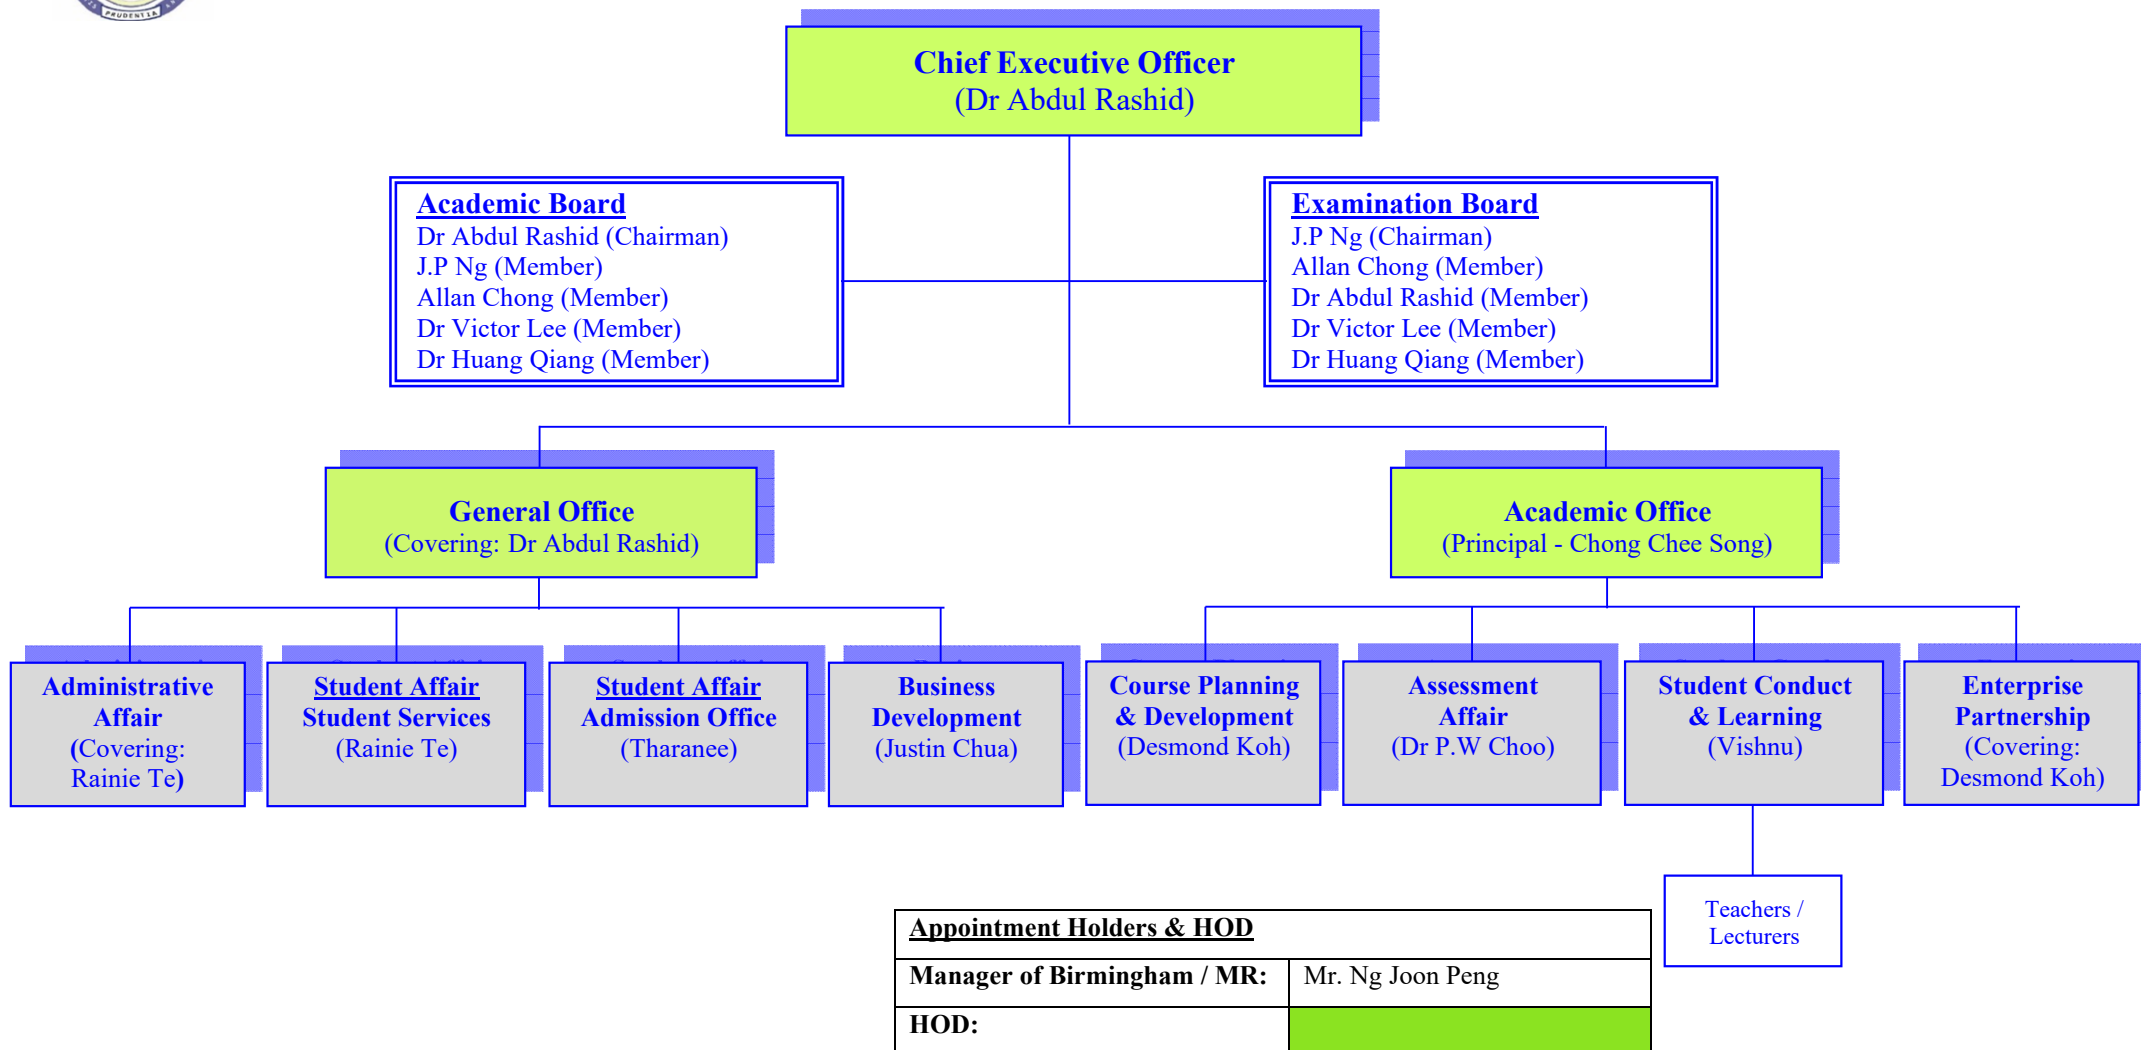 PRUDENTIA
Chief Executive Officer
(Dr Abdul Rashid)
Academic Board
Dr Abdul Rashid (Chairman)
J.P Ng (Member)
Allan Chong (Member)
Dr Victor Lee (Member)
Dr Huang Qiang (Member)
Examination Board
J.P Ng (Chairman)
Allan Chong (Member)
Dr Abdul Rashid (Member)
Dr Victor Lee (Member)
Dr Huang Qiang (Member)
General Office
(Covering: Dr Abdul Rashid)
Academic Office
(Principal - Chong Chee Song)
Administrative
Affair
(Covering:
Rainie Te)
Student Affair
Student Services
(Rainie Te)
Student Affair
Admission Office
(Tharanee)
Business
Development
(Justin Chua)
Course Planning
& Development
(Desmond Koh)
Assessment
Affair
(Dr P.W Choo)
Student Conduct
& Learning
(Vishnu)
Enterprise
Partnership
(Covering:
Desmond Koh)
Teachers /
Lecturers
Appointment Holders & HOD
Manager of Birmingham / MR: Mr. Ng Joon Peng
HOD: